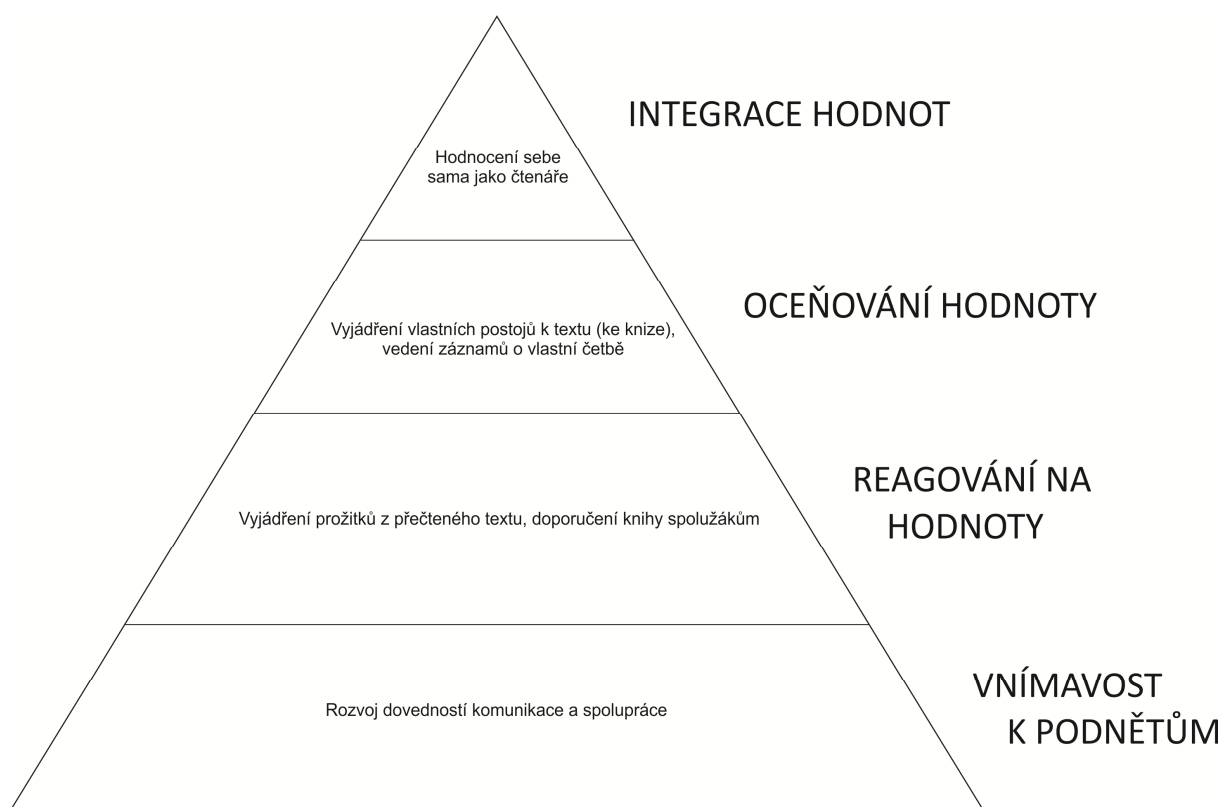 INTEGRACE HODNOT
Hodnocení sebe
sama jako čtenáře
OCEŇOVÁNÍ HODNOTY
Vyjádření vlastních postojů k textu (ke knize),
vedení záznamů o vlastní četbě
REAGOVÁNÍ NA
HODNOTY
Vyjádření prožitků z přečteného textu, doporučení knihy spolužákům
VNÍMAVOST
K PODNĚTŮM
Rozvoj dovedností komunikace a spolupráce